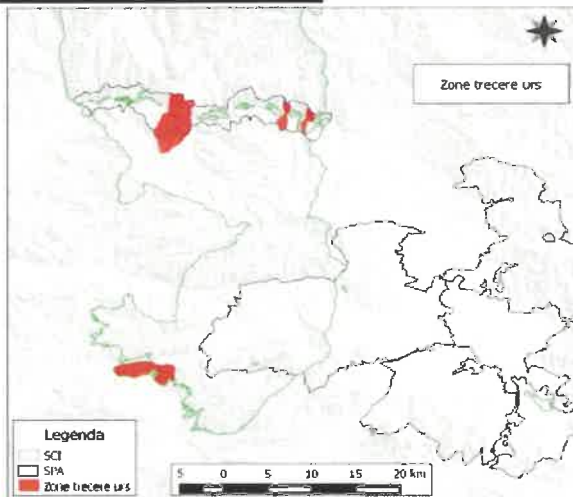 Zone trecere urs
Legenda
SCI
SPA
Zone trecere urs
5 0 5 10 15 20 km